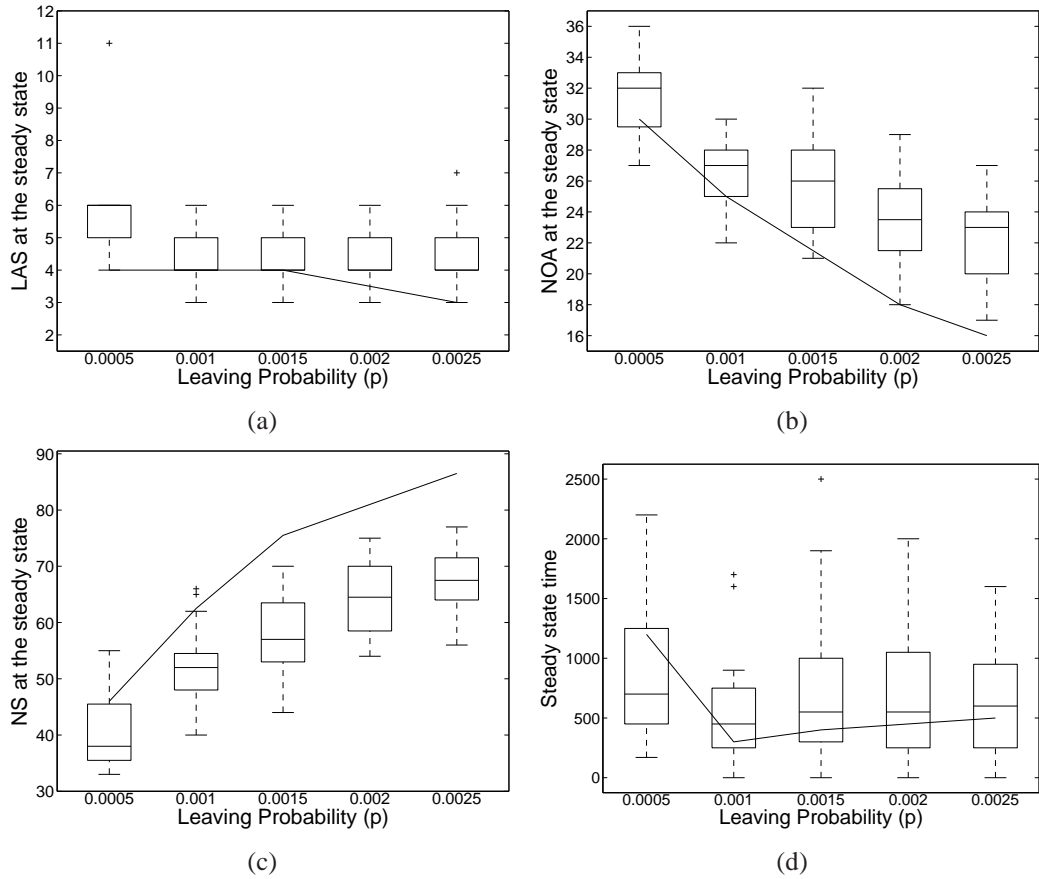 12
11
10
9
8
7
6
5
4
3
2
LAS at the steady state
0.0005 0.001 0.0015 0.002 0.0025
Leaving Probability (p)
(a)
36
34
32
30
28
26
24
22
20
18
16
NOA at the steady state
0.0005 0.001 0.0015 0.002 0.0025
Leaving Probability (p)
(b)
90
80
70
60
50
40
30
NS at the steady state
0.0005 0.001 0.0015 0.002 0.0025
Leaving Probability (p)
(c)
2500
2000
1500
1000
500
0
Steady state time
0.0005 0.001 0.0015 0.002 0.0025
Leaving Probability (p)
(d)